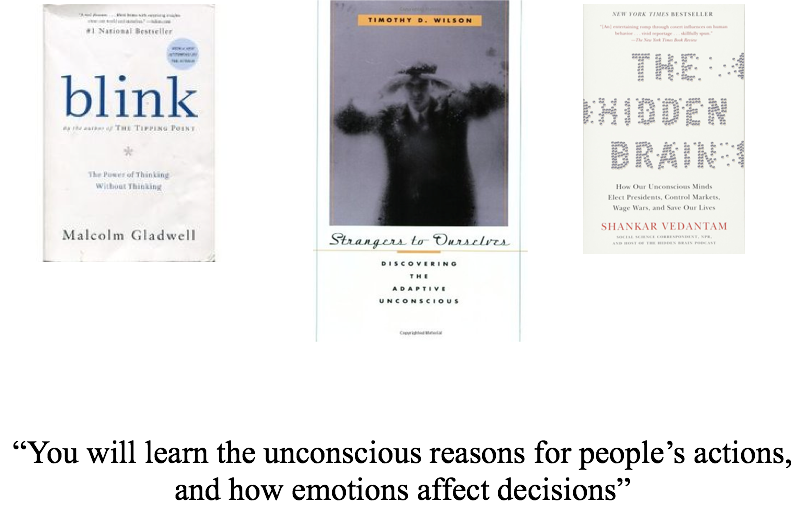 #1 National Bestseller
blink
by the author of THE TIPPING POINT
*
The Power of Thinking
Without Thinking
Malcolm Gladwell
TIMOTHY D. WILSON
Strangers to Ourselves
DISCOVERING
THE
ADAPTIVE
UNCONSCIOUS
Copyrighted Material
NEW YORK TIMES BESTSELLER
THE
HIDDEN
BRAIN
How Our Unconscious Minds
Elect Presidents, Control Markets,
Wage Wars, and Save Our Lives
SHANKAR VEDANTAM
SOCIAL SCIENCE CORRESPONDENT, NPR,
AND HOST OF THE HIDDEN BRAIN PODCAST
“You will learn the unconscious reasons for people’s actions,
and how emotions affect decisions”